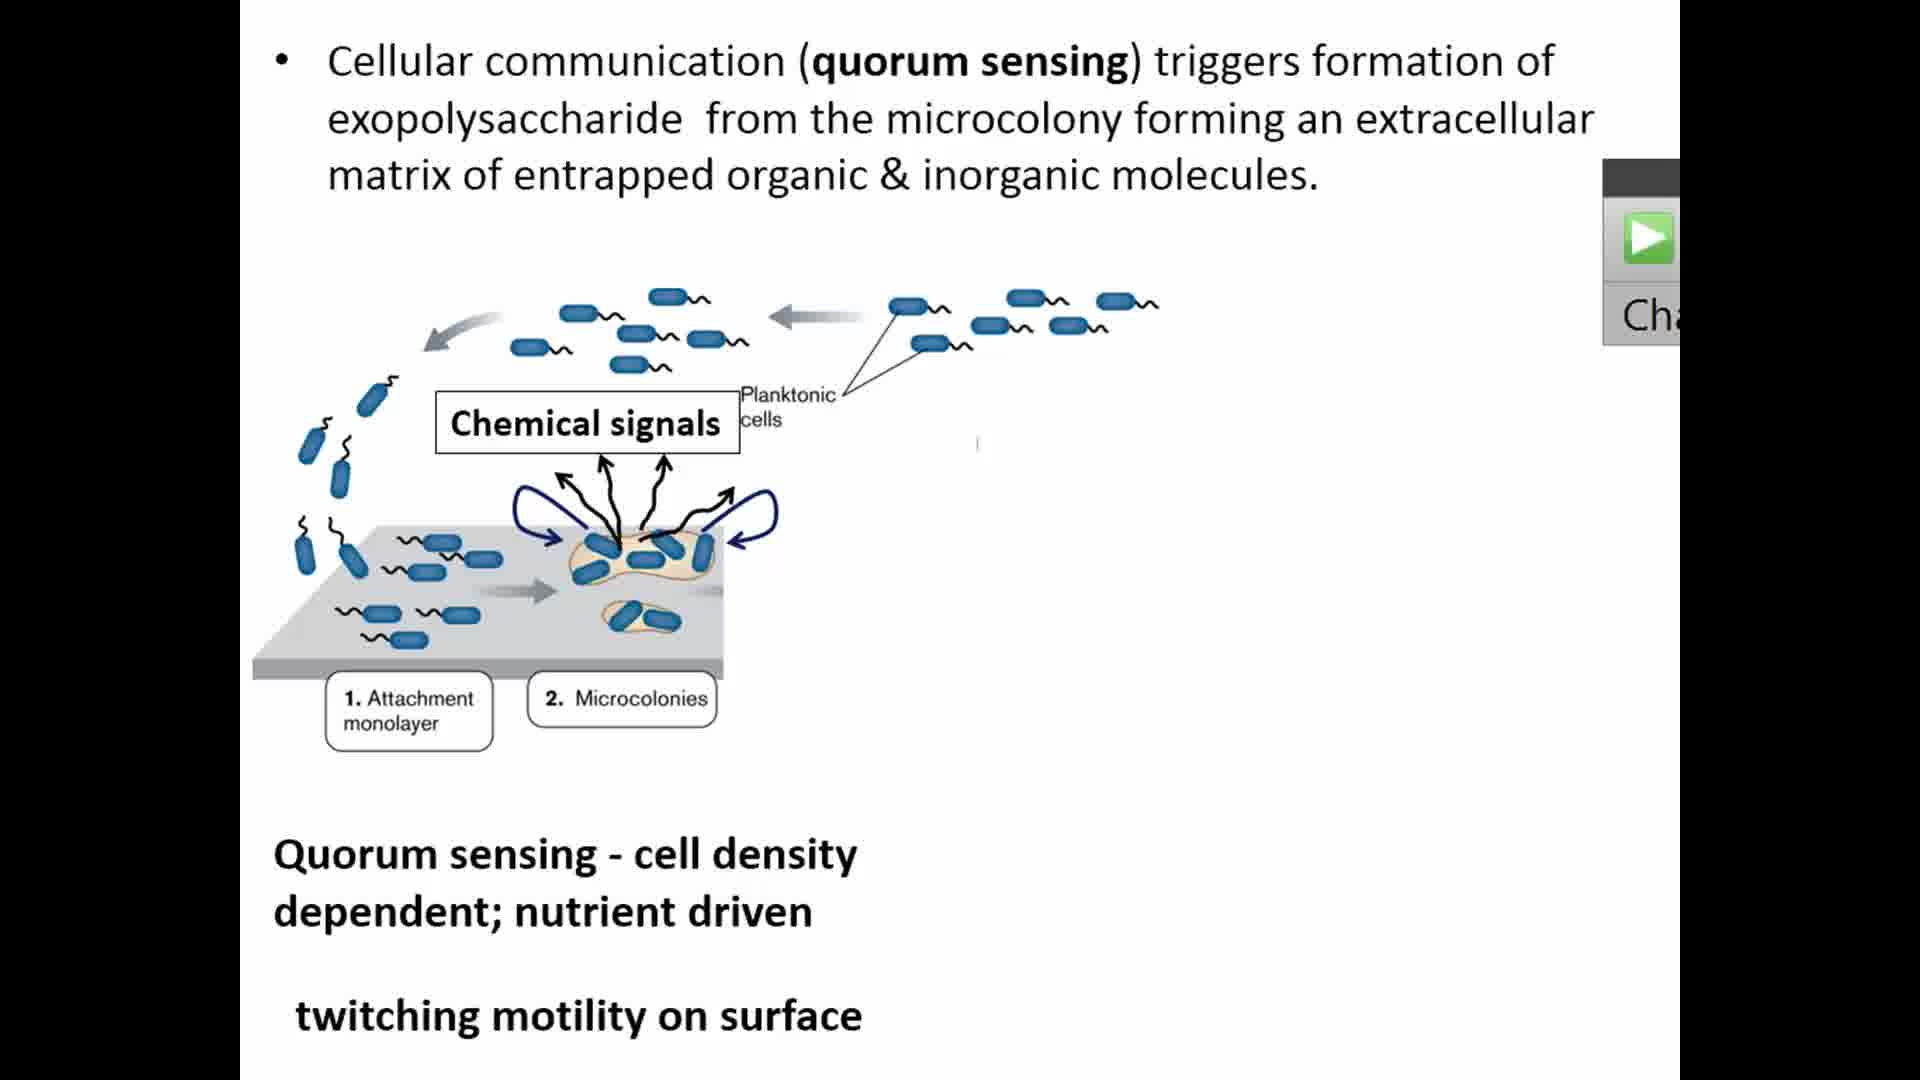 • Cellular communication (quorum sensing) triggers formation of
exopolysaccharide from the microcolony forming an extracellular
matrix of entrapped organic & inorganic molecules.
Cha
Planktonic
cells
Chemical signals
1. Attachment
monolayer
2. Microcolonies
Quorum sensing - cell density
dependent; nutrient driven
twitching motility on surface